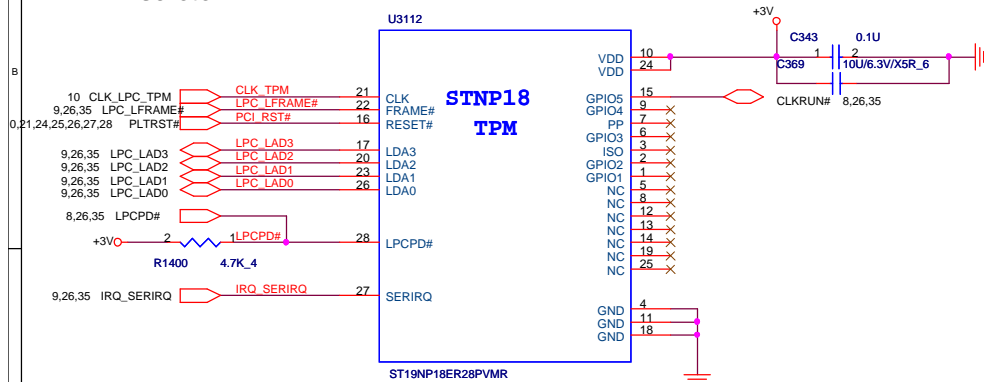 U3112
+3V
C343 0.1U
1 2
C369 10U/6.3V/X5R_6
B
VDD 10
VDD 24
GPIO5 15
CLKRUN# 8,26,35
10 CLK_LPC_TPM CLK_TPM 21 CLK
STNP18
TPM
9,26,35 LPC_LFRAME# LPC_LFRAME# 22 FRAME#
GPIO4 9
0,21,24,25,26,27,28 PLTRST# PCI_RST# 16 RESET#
PP 7
GPIO3 6
9,26,35 LPC_LAD3 LPC_LAD3 17 LDA3
ISO 3
9,26,35 LPC_LAD2 LPC_LAD2 20 LDA2
GPIO2 2
9,26,35 LPC_LAD1 LPC_LAD1 23 LDA1
GPIO1 1
9,26,35 LPC_LAD0 LPC_LAD0 26 LDA0
NC 5
NC 8
8,26,35 LPCPD#
NC 12
NC 13
+3V 2 1 LPCPD# 28 LPCPD#
NC 14
NC 19
R1400 4.7K_4
NC 25
9,26,35 IRQ_SERIRQ IRQ_SERIRQ 27 SERIRQ
GND 4
GND 11
GND 18
ST19NP18ER28PVMR